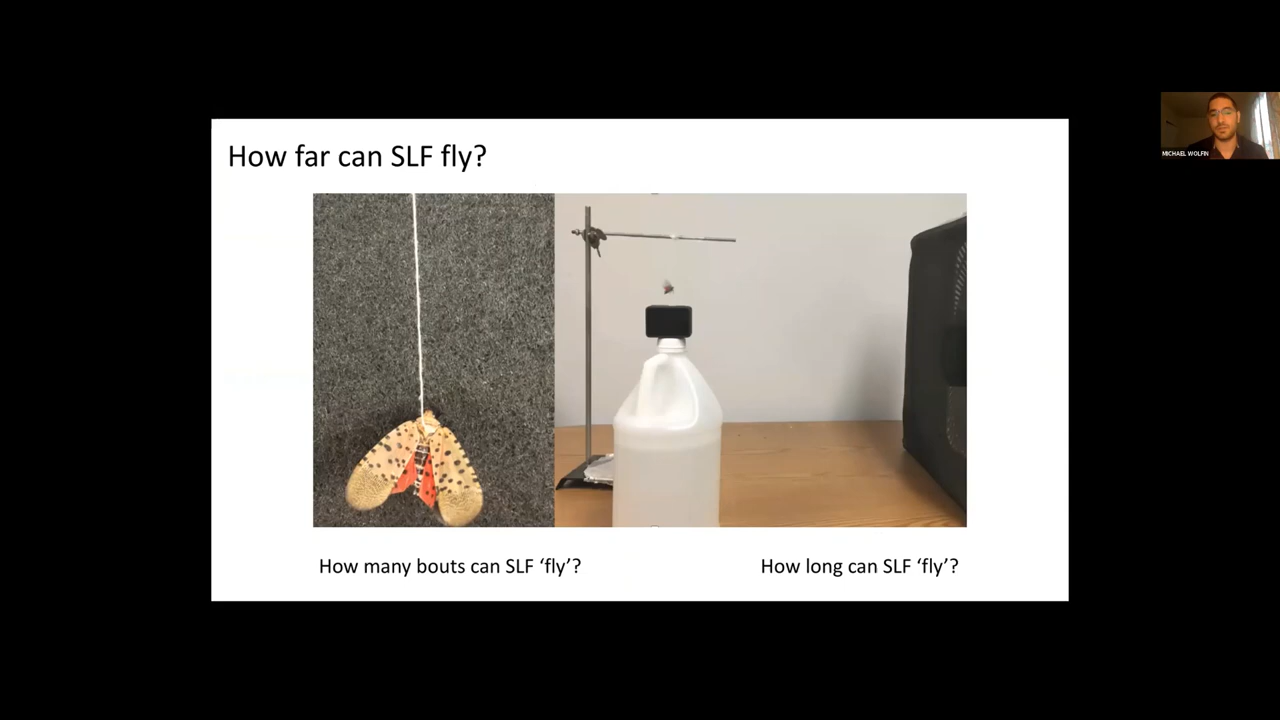 How far can SLF fly?
MICHAEL WOLFIN
How many bouts can SLF ‘fly’?
How long can SLF ‘fly’?